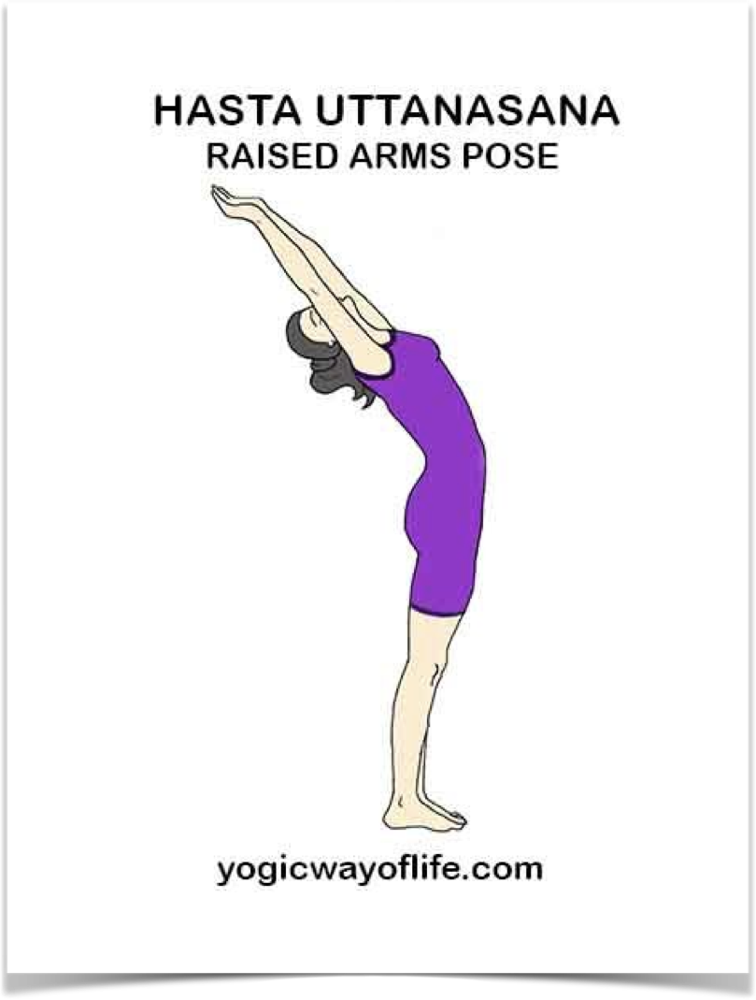 HASTA UTTANASANA
RAISED ARMS POSE
yogicwayoflife.com